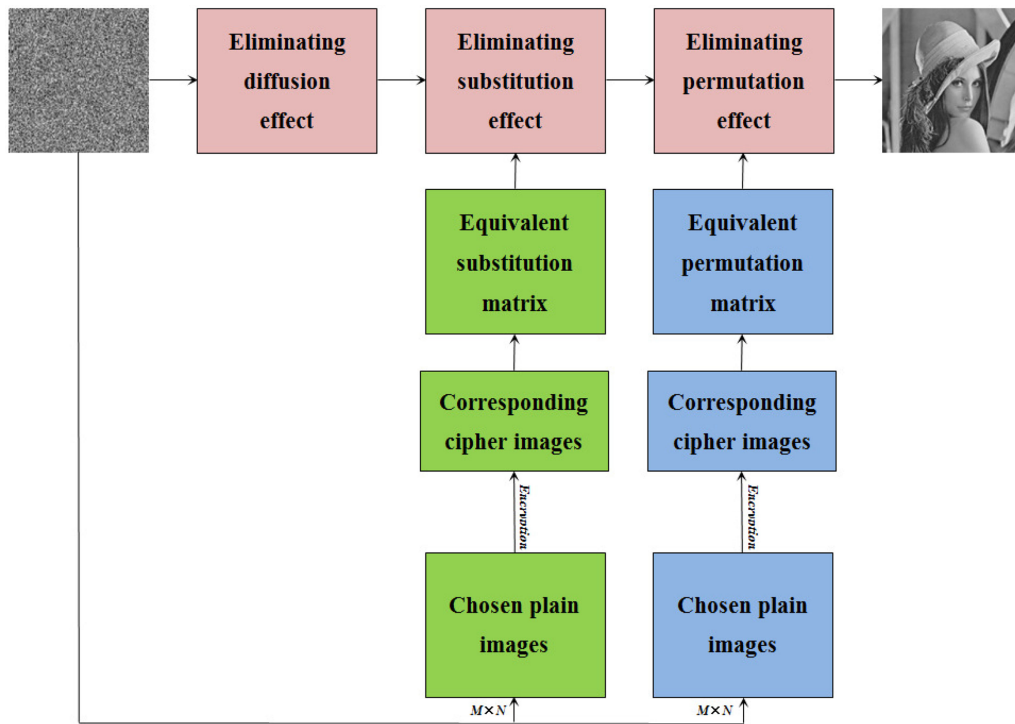 Eliminating
diffusion
effect
Eliminating
substitution
effect
Eliminating
permutation
effect
Equivalent
substitution
matrix
Equivalent
permutation
matrix
Corresponding
cipher images
Corresponding
cipher images
Encryption
Encryption
Chosen plain
images
Chosen plain
images
M×N
M×N